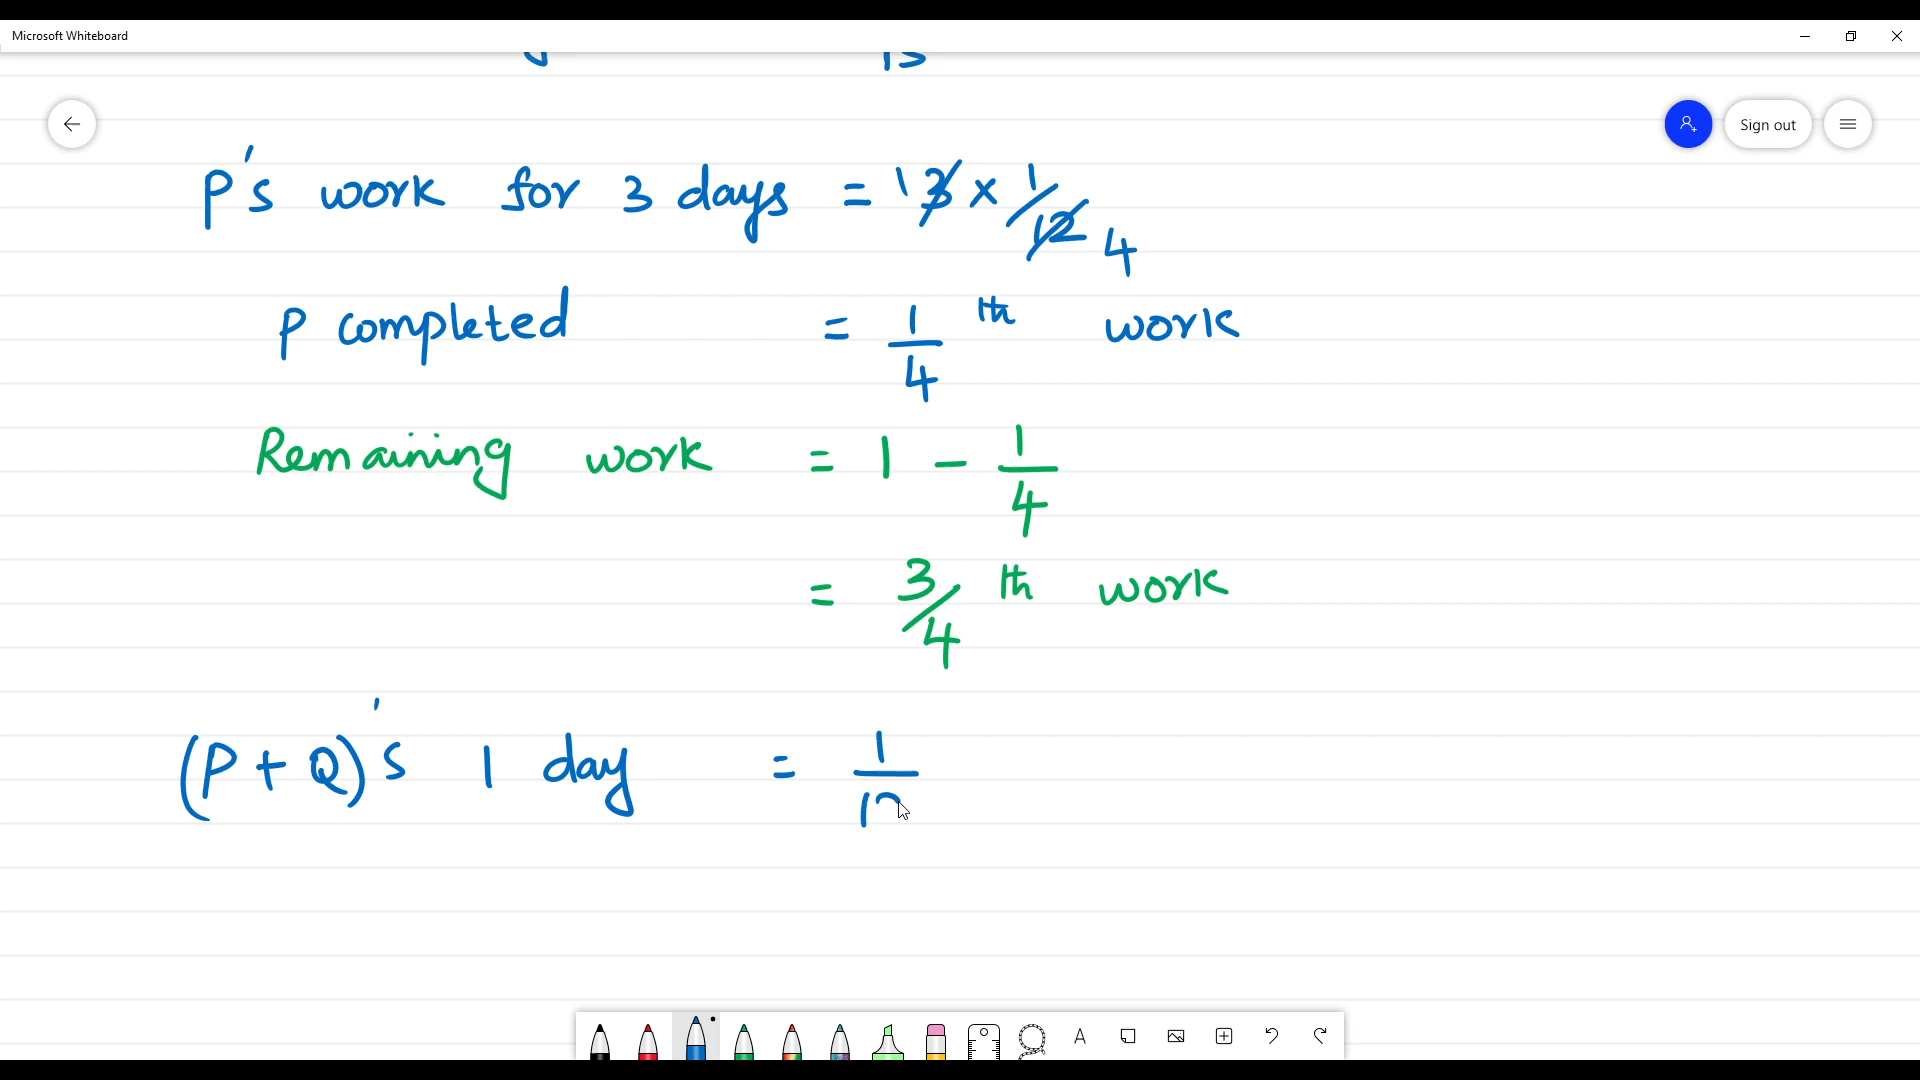 Microsoft Whiteboard
Sign out
P's work for 3 days = 1 3 × 1/12 4
P completed = 1/4 th work
Remaining work = 1 - 1/4
= 3/4 th work
(P + Q)'s 1 day = 1/
A